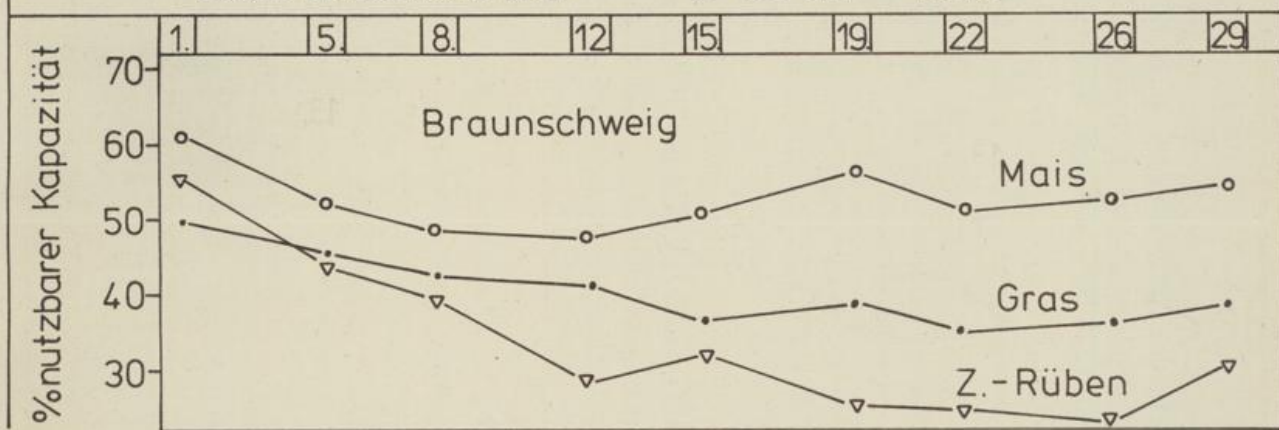 1. 5. 8. 12. 15. 19. 22. 26. 29.
%nutzbarer Kapazität
70
60
50
40
30
Braunschweig
Mais
Gras
Z.-Rüben